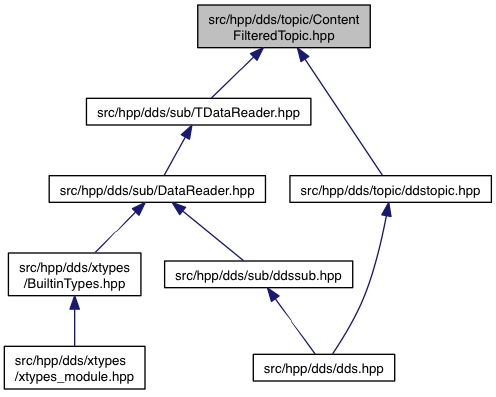 src/hpp/dds/topic/Content
FilteredTopic.hpp
src/hpp/dds/sub/TDataReader.hpp
src/hpp/dds/sub/DataReader.hpp
src/hpp/dds/topic/ddstopic.hpp
src/hpp/dds/xtypes
/BuiltinTypes.hpp
src/hpp/dds/sub/ddssub.hpp
src/hpp/dds/xtypes
/xtypes_module.hpp
src/hpp/dds/dds.hpp